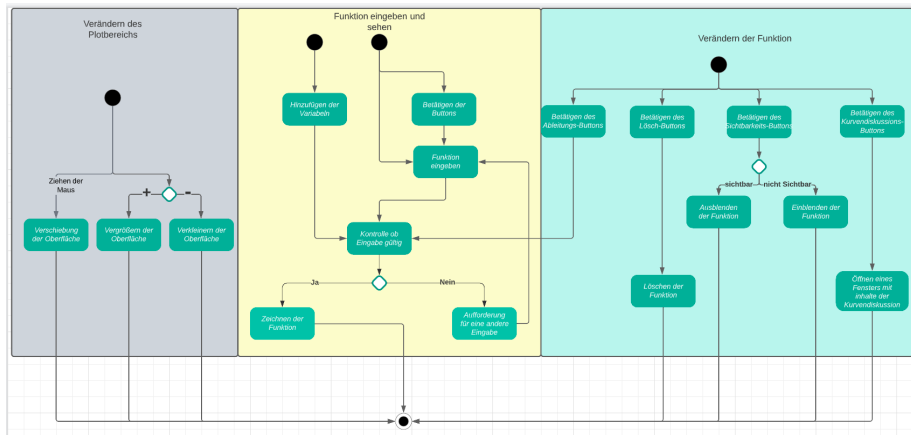 Verändern des
Plotbereichs
Funktion eingeben und
sehen
Verändern der Funktion
Hinzufügen der
Variabeln
Betätigen der
Buttons
Betätigen des
Ableitungs-Buttons
Betätigen des
Lösch-Buttons
Betätigen des
Sichtbarkeits-Buttons
Betätigen des
Kurvendiskussions-
Buttons
Funktion
eingeben
Ziehen der
Maus
+
-
sichtbar
nicht Sichtbar
Verschiebung
der Oberfläche
Vergrößern der
Oberfläche
Verkleinern der
Oberfläche
Kontrolle ob
Eingabe gültig
Ausblenden
der Funktion
Einblenden der
Funktion
Ja
Nein
Zeichnen der
Funktion
Aufforderung
für eine andere
Eingabe
Löschen der
Funktion
Öffnen eines
Fensters mit
inhalte der
Kurvendiskussion